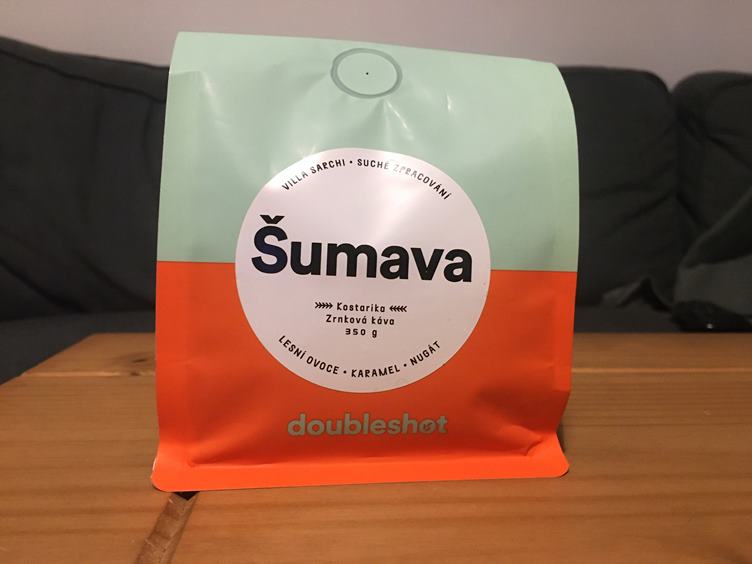 VILLA SARCHI • SUCHÉ ZPRACOVÁNÍ
Šumava
Kostarika
Zrnková káva
350 g
LESNÍ OVOCE • KARAMEL • NUGÁT
doubleshot